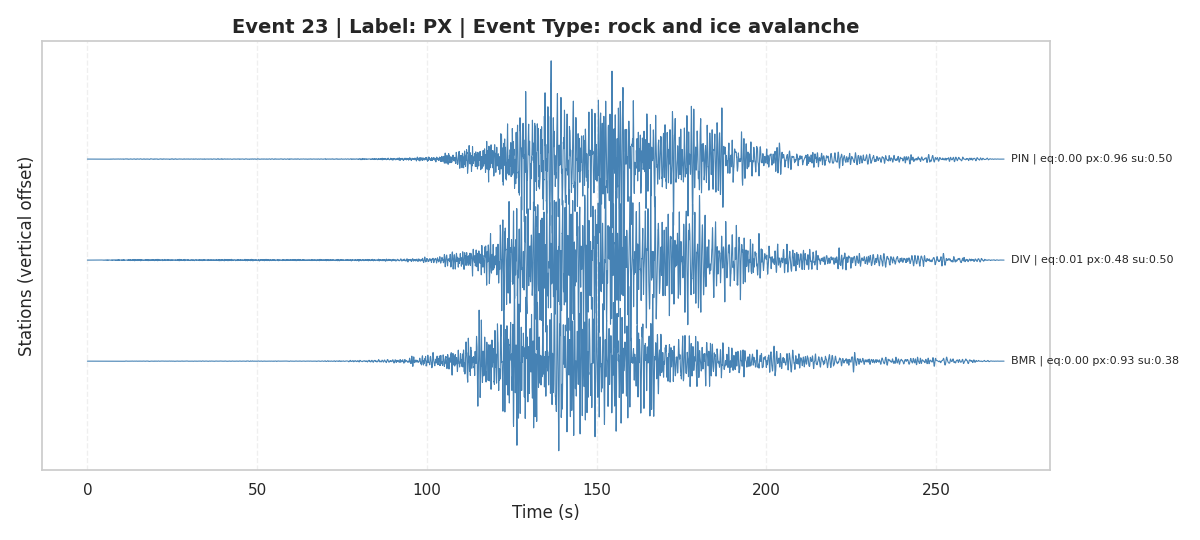 Event 23 | Label: PX | Event Type: rock and ice avalanche
Stations (vertical offset)
PIN | eq:0.00 px:0.96 su:0.50
DIV | eq:0.01 px:0.48 su:0.50
BMR | eq:0.00 px:0.93 su:0.38
0 50 100 150 200 250
Time (s)